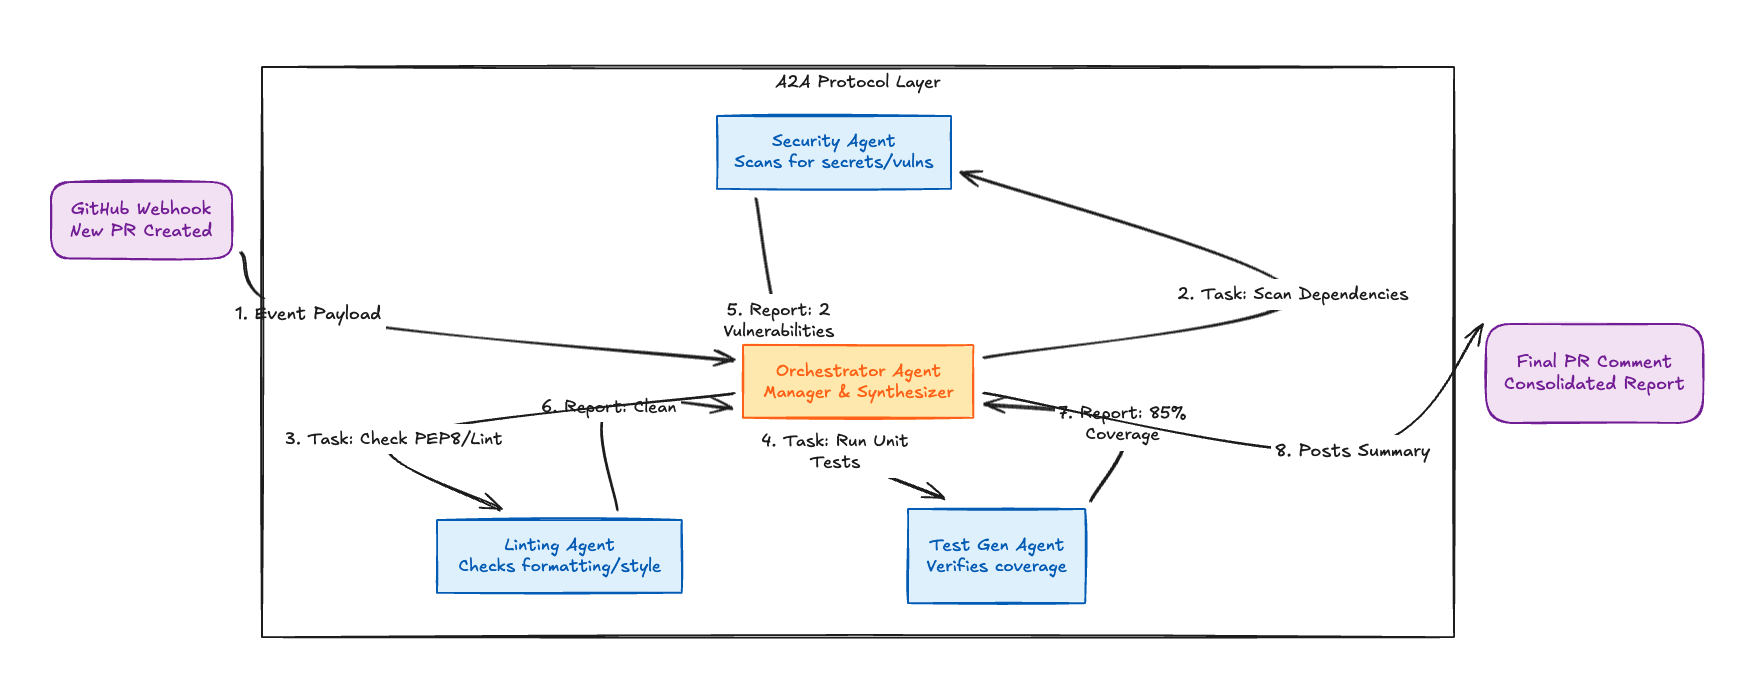 A2A Protocol Layer
Security Agent
Scans for secrets/vulns
GitHub Webhook
New PR Created
1. Event Payload
5. Report: 2
Vulnerabilities
2. Task: Scan Dependencies
Orchestrator Agent
Manager & Synthesizer
Final PR Comment
Consolidated Report
6. Report: Clean
3. Task: Check PEP8/Lint
4. Task: Run Unit
Tests
7. Report: 85%
Coverage
8. Posts Summary
Linting Agent
Checks formatting/style
Test Gen Agent
Verifies coverage